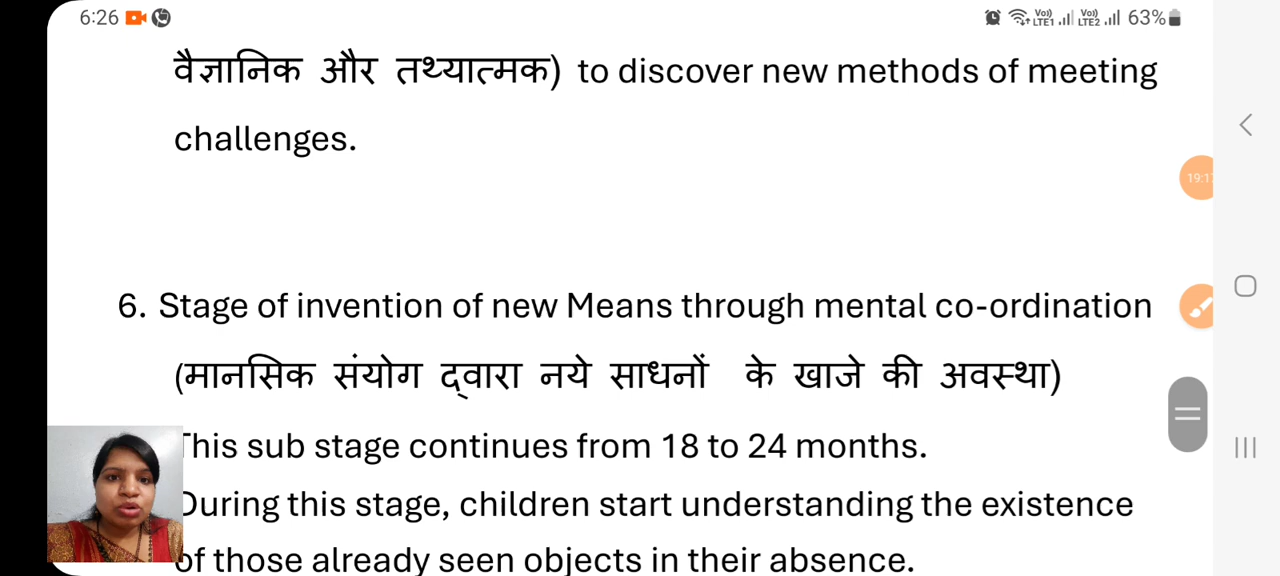 6:26 Vo)) LTE1 Vo)) LTE2 63%
वैज्ञानिक और तथ्यात्मक) to discover new methods of meeting
challenges.
19:1
6. Stage of invention of new Means through mental co-ordination
(मानसिक संयोग द्वारा नये साधनों के खाजे की अवस्था)
This sub stage continues from 18 to 24 months.
During this stage, children start understanding the existence
of those already seen objects in their absence.